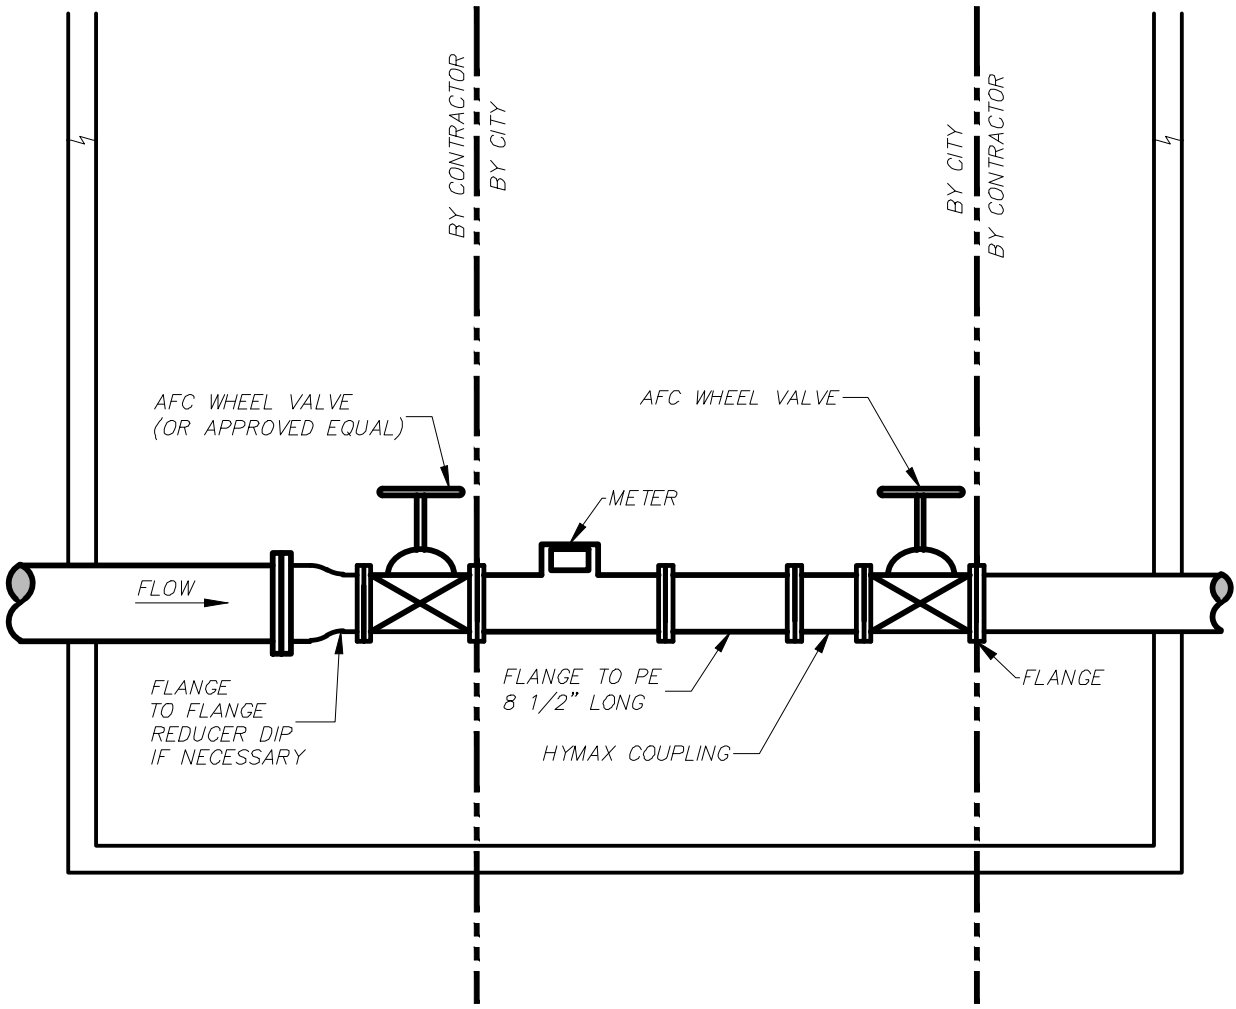 BY CONTRACTOR
BY CITY
BY CITY
BY CONTRACTOR
AFC WHEEL VALVE
(OR APPROVED EQUAL)
AFC WHEEL VALVE
METER
FLOW
FLANGE
TO FLANGE
REDUCER DIP
IF NECESSARY
FLANGE TO PE
8 1/2" LONG
HYMAX COUPLING
FLANGE